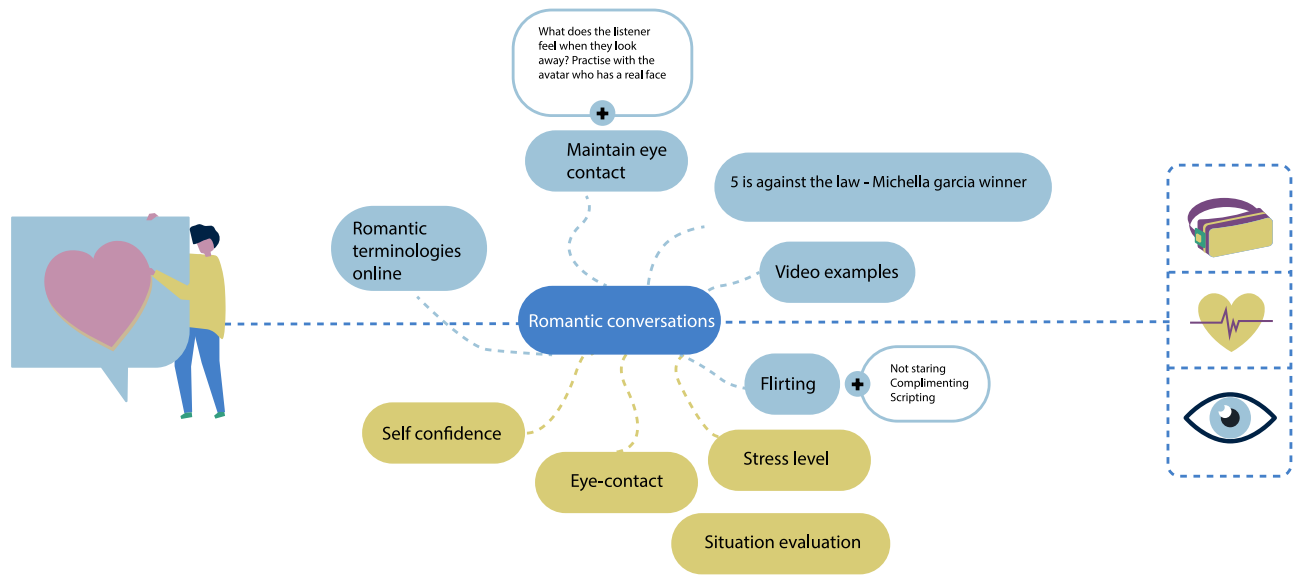 What does the listener
feel when they look
away? Practise with the
avatar who has a real face
Maintain eye
contact
5 is against the law - Michella garcia winner
Romantic
terminologies
online
Video examples
Romantic conversations
Flirting
Not staring
Complimenting
Scripting
Self confidence
Stress level
Eye-contact
Situation evaluation